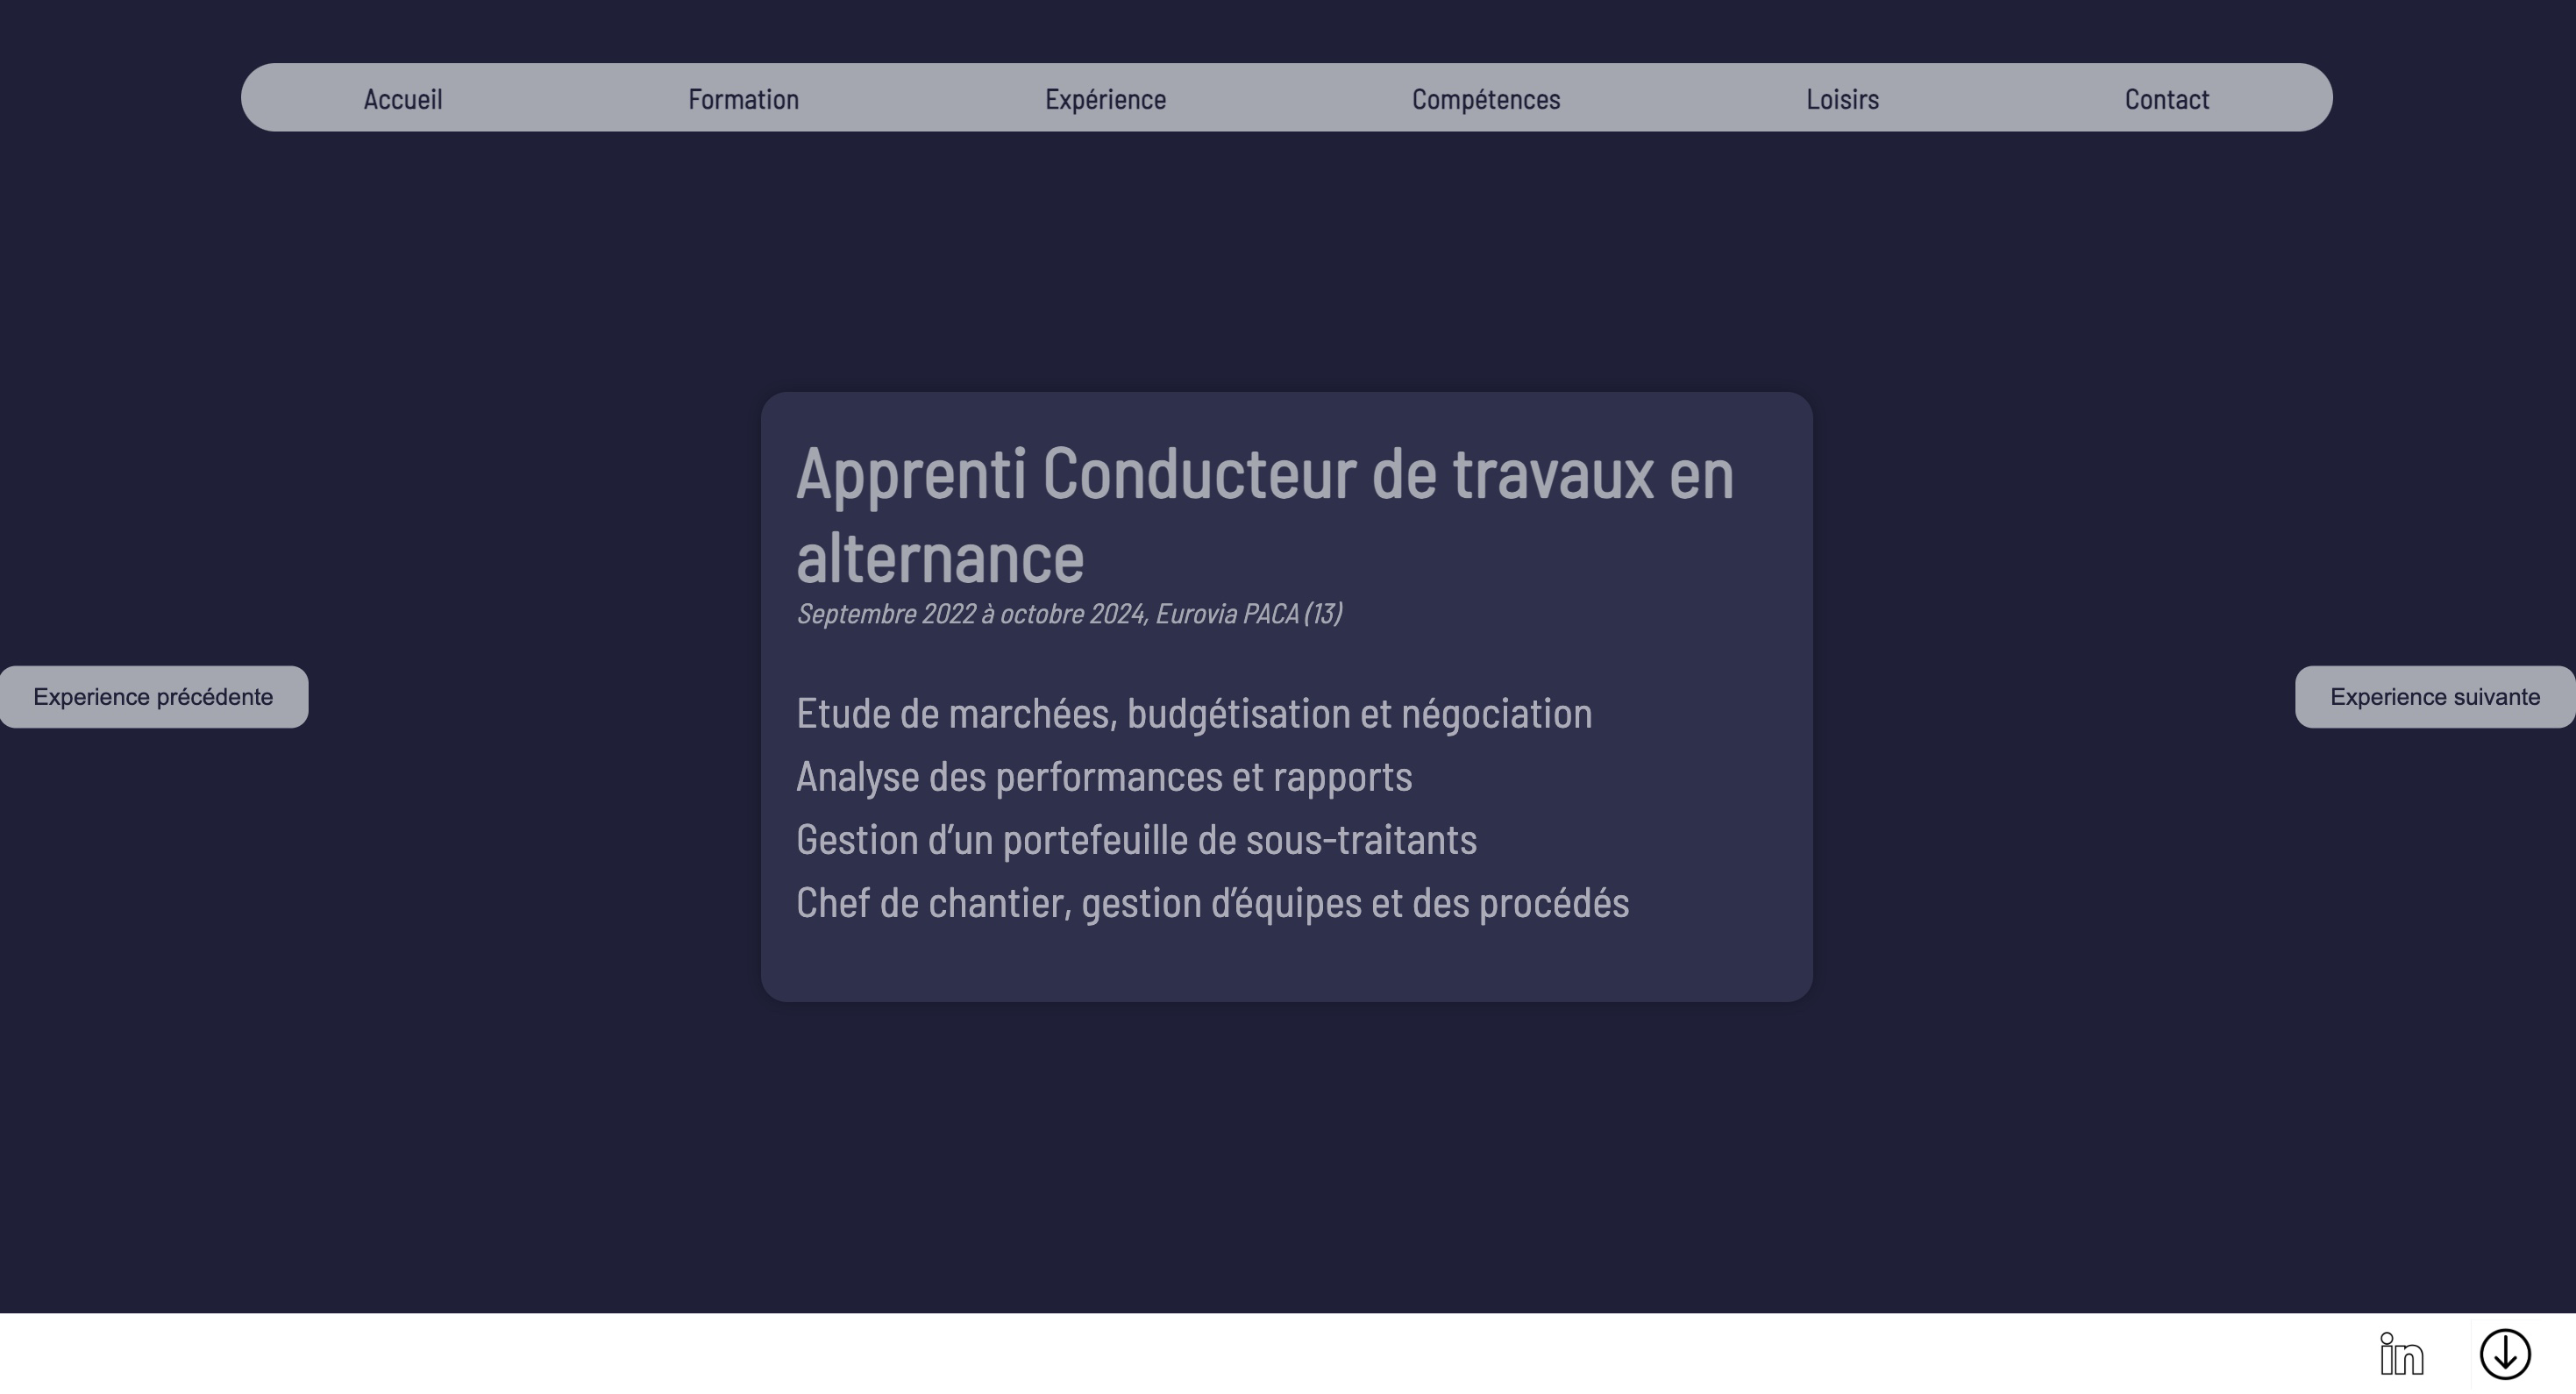 Accueil Formation Expérience Compétences Loisirs Contact
Apprenti Conducteur de travaux en
alternance
Septembre 2022 à octobre 2024, Eurovia PACA (13)
Experience précédente
Experience suivante
Etude de marchées, budgétisation et négociation
Analyse des performances et rapports
Gestion d’un portefeuille de sous-traitants
Chef de chantier, gestion d’équipes et des procédés
in